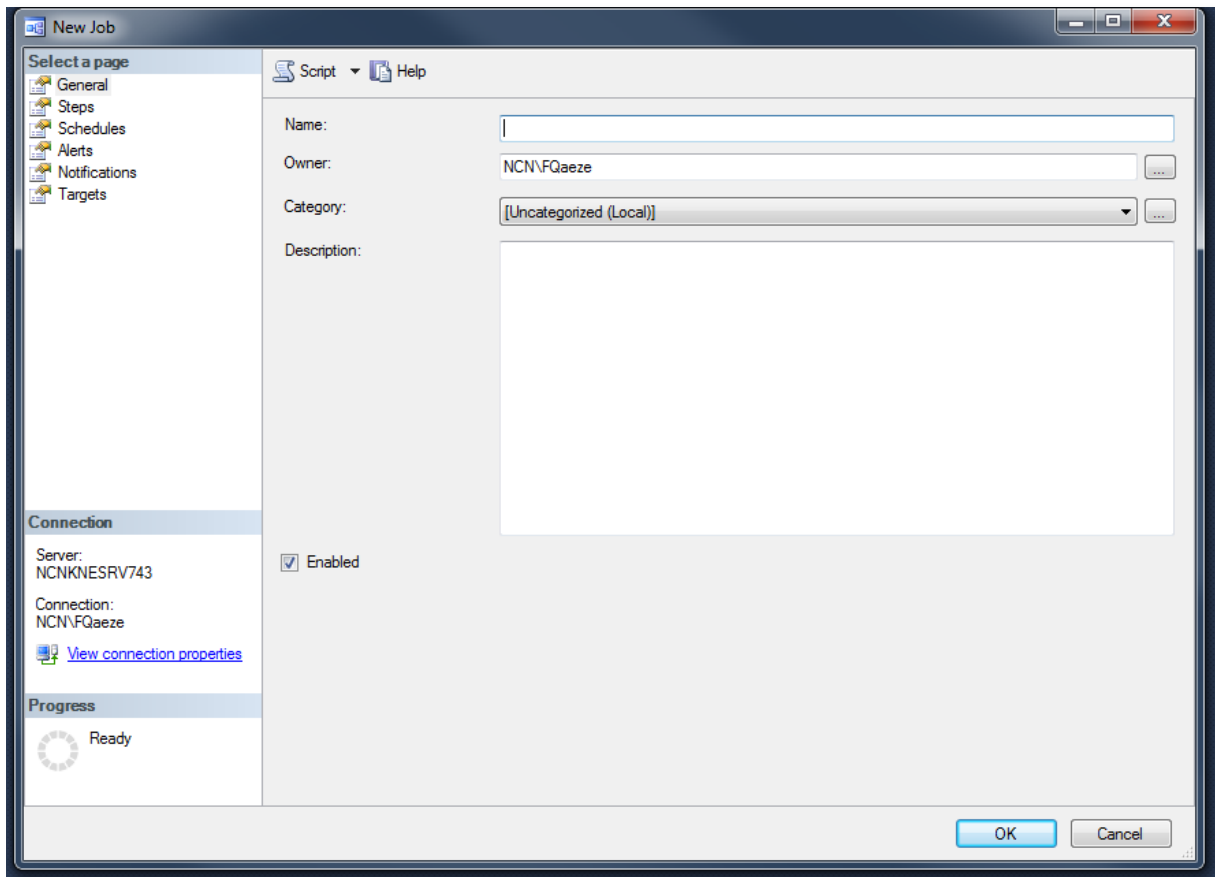 New Job
Select a page
General
Steps
Schedules
Alerts
Notifications
Targets
Script Help
Name:
Owner: NCN\FQaeze ...
Category: [Uncategorized (Local)] ...
Description:
Enabled
Connection
Server:
NCNKNESRV743
Connection:
NCN\FQaeze
View connection properties
Progress
Ready
OK Cancel